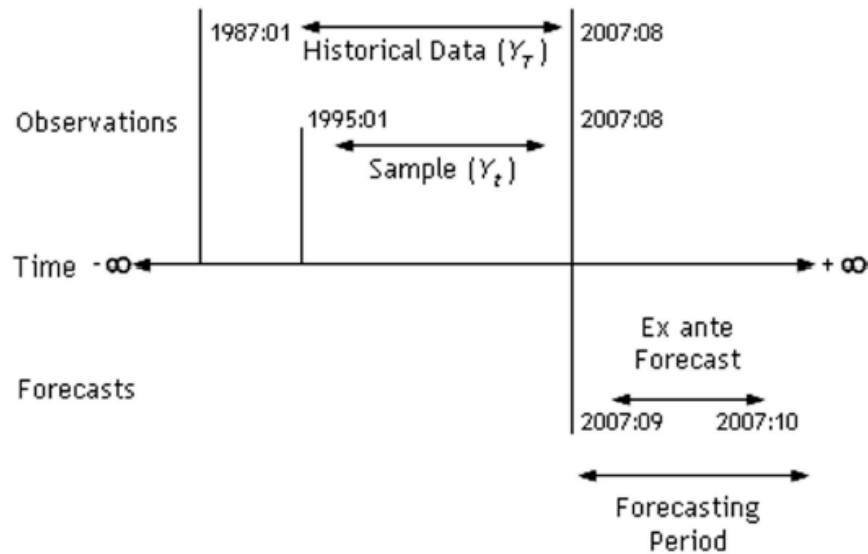 1987:01
2007:08
Historical Data (Y_T)
Observations
1995:01
2007:08
Sample (Y_t)
Time - ∞
+ ∞
Ex ante
Forecast
Forecasts
2007:09
2007:10
Forecasting
Period